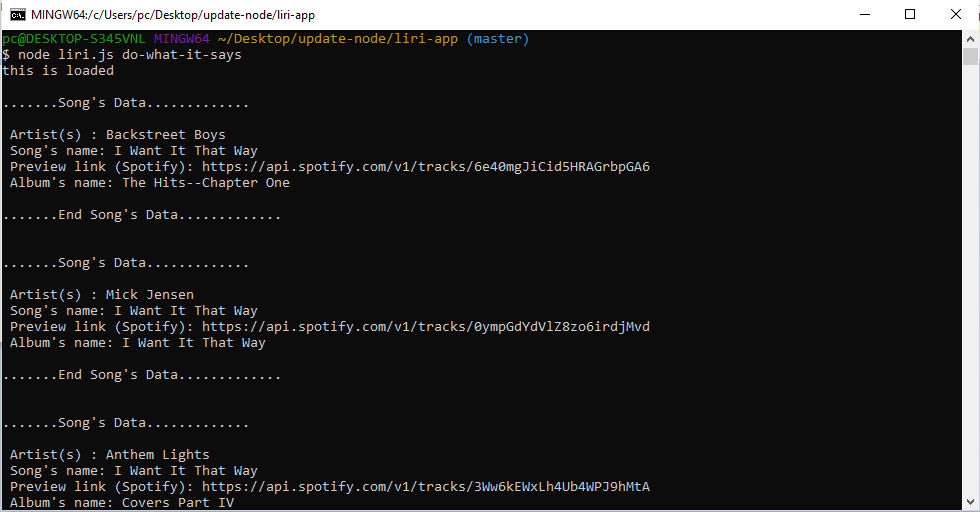 MINGW64:/c/Users/pc/Desktop/update-node/liri-app
pc@DESKTOP-S345VNL MINGW64 ~/Desktop/update-node/liri-app (master)
$ node liri.js do-what-it-says
this is loaded
.......Song's Data.............
Artist(s) : Backstreet Boys
Song's name: I Want It That Way
Preview link (Spotify): https://api.spotify.com/v1/tracks/6e40mgJiCid5HRAGrbpGA6
Album's name: The Hits--Chapter One
.......End Song's Data.............
.......Song's Data.............
Artist(s) : Mick Jensen
Song's name: I Want It That Way
Preview link (Spotify): https://api.spotify.com/v1/tracks/0ympGdYdVlZ8zo6irdjMvd
Album's name: I Want It That Way
.......End Song's Data.............
.......Song's Data.............
Artist(s) : Anthem Lights
Song's name: I Want It That Way
Preview link (Spotify): https://api.spotify.com/v1/tracks/3Ww6kEWxLh4Ub4WPJ9hMtA
Album's name: Covers Part IV